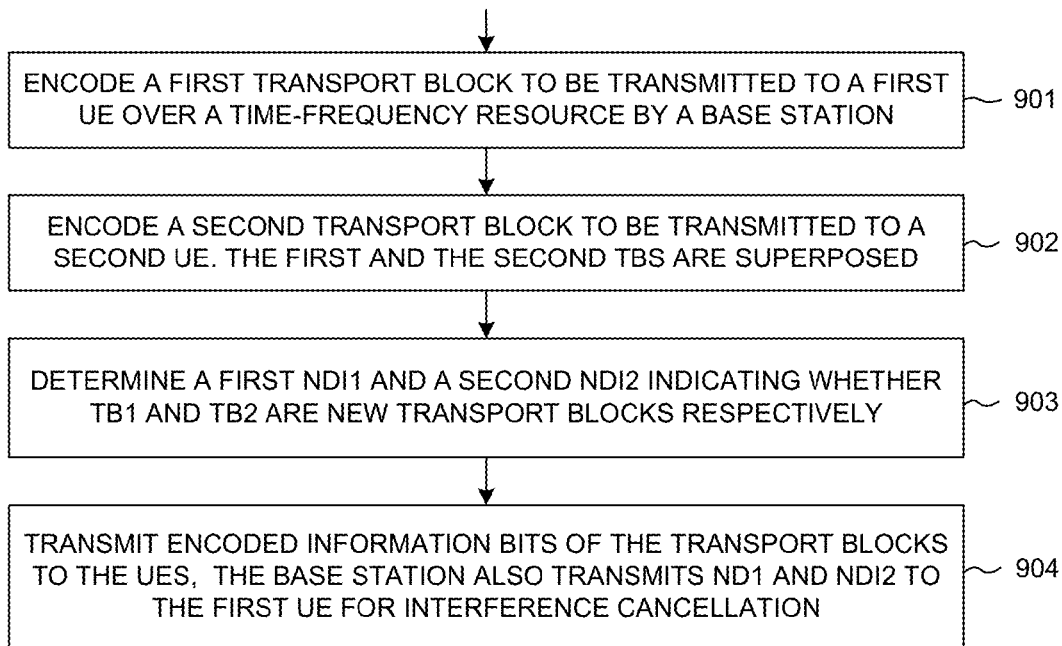 ENCODE A FIRST TRANSPORT BLOCK TO BE TRANSMITTED TO A FIRST
UE OVER A TIME-FREQUENCY RESOURCE BY A BASE STATION
901
ENCODE A SECOND TRANSPORT BLOCK TO BE TRANSMITTED TO A
SECOND UE. THE FIRST AND THE SECOND TBS ARE SUPERPOSED
902
DETERMINE A FIRST NDI1 AND A SECOND NDI2 INDICATING WHETHER
TB1 AND TB2 ARE NEW TRANSPORT BLOCKS RESPECTIVELY
903
TRANSMIT ENCODED INFORMATION BITS OF THE TRANSPORT BLOCKS
TO THE UES, THE BASE STATION ALSO TRANSMITS ND1 AND NDI2 TO
THE FIRST UE FOR INTERFERENCE CANCELLATION
904